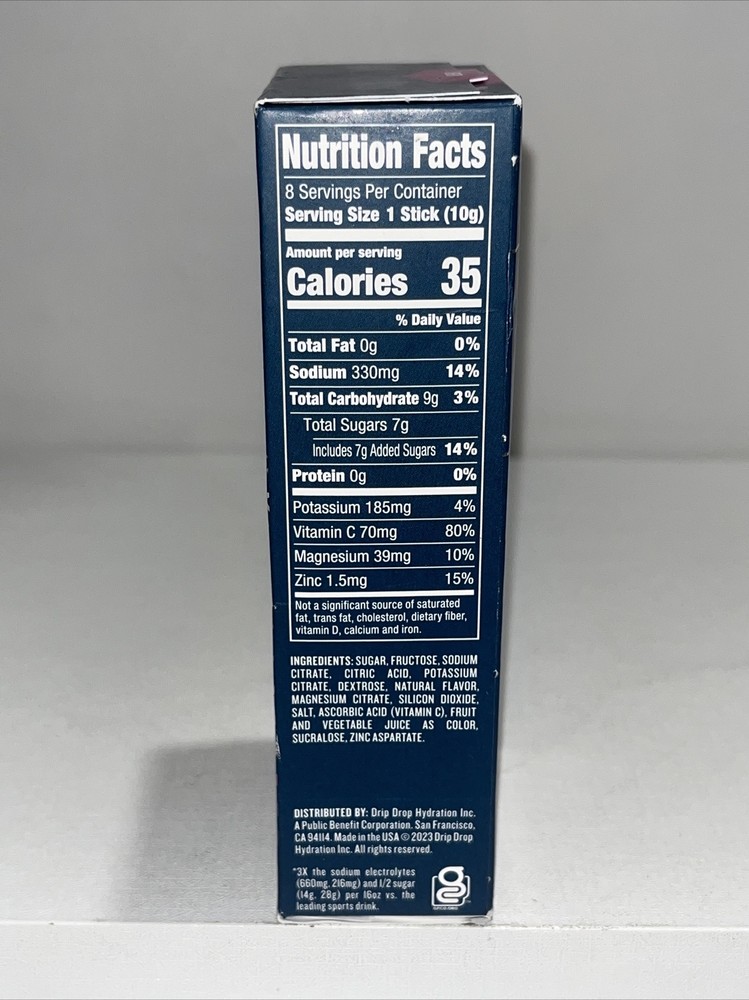 Nutrition Facts
8 Servings Per Container
Serving Size 1 Stick (10g)
Amount per serving
Calories 35
% Daily Value
Total Fat 0g 0%
Sodium 330mg 14%
Total Carbohydrate 9g 3%
Total Sugars 7g
Includes 7g Added Sugars 14%
Protein 0g 0%
Potassium 185mg 4%
Vitamin C 70mg 80%
Magnesium 39mg 10%
Zinc 1.5mg 15%
Not a significant source of saturated
fat, trans fat, cholesterol, dietary fiber,
vitamin D, calcium and iron.
INGREDIENTS: SUGAR, FRUCTOSE, SODIUM
CITRATE, CITRIC ACID, POTASSIUM
CITRATE, DEXTROSE, NATURAL FLAVOR,
MAGNESIUM CITRATE, SILICON DIOXIDE,
SALT, ASCORBIC ACID (VITAMIN C), FRUIT
AND VEGETABLE JUICE AS COLOR,
SUCRALOSE, ZINC ASPARTATE.
DISTRIBUTED BY: Drip Drop Hydration Inc.
A Public Benefit Corporation. San Francisco,
CA 94114. Made in the USA © 2023 Drip Drop
Hydration Inc. All rights reserved.
*3X the sodium electrolytes
(660mg, 216mg) and 1/2 sugar
(14g, 28g) per 16oz vs. the
leading sports drink.